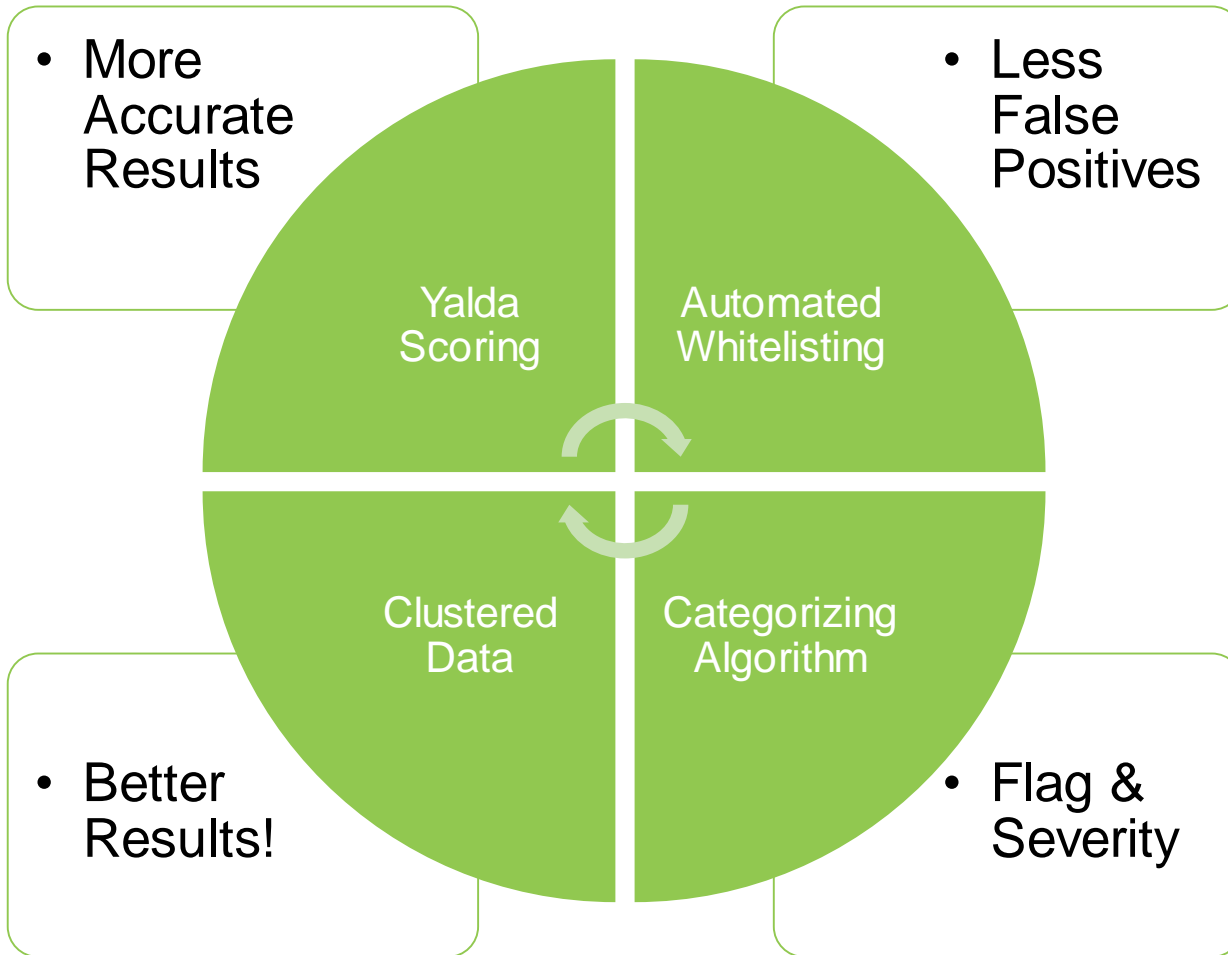 • More
Accurate
Results
• Less
False
Positives
Yalda
Scoring
Automated
Whitelisting
Clustered
Data
Categorizing
Algorithm
• Better
Results!
• Flag &
Severity